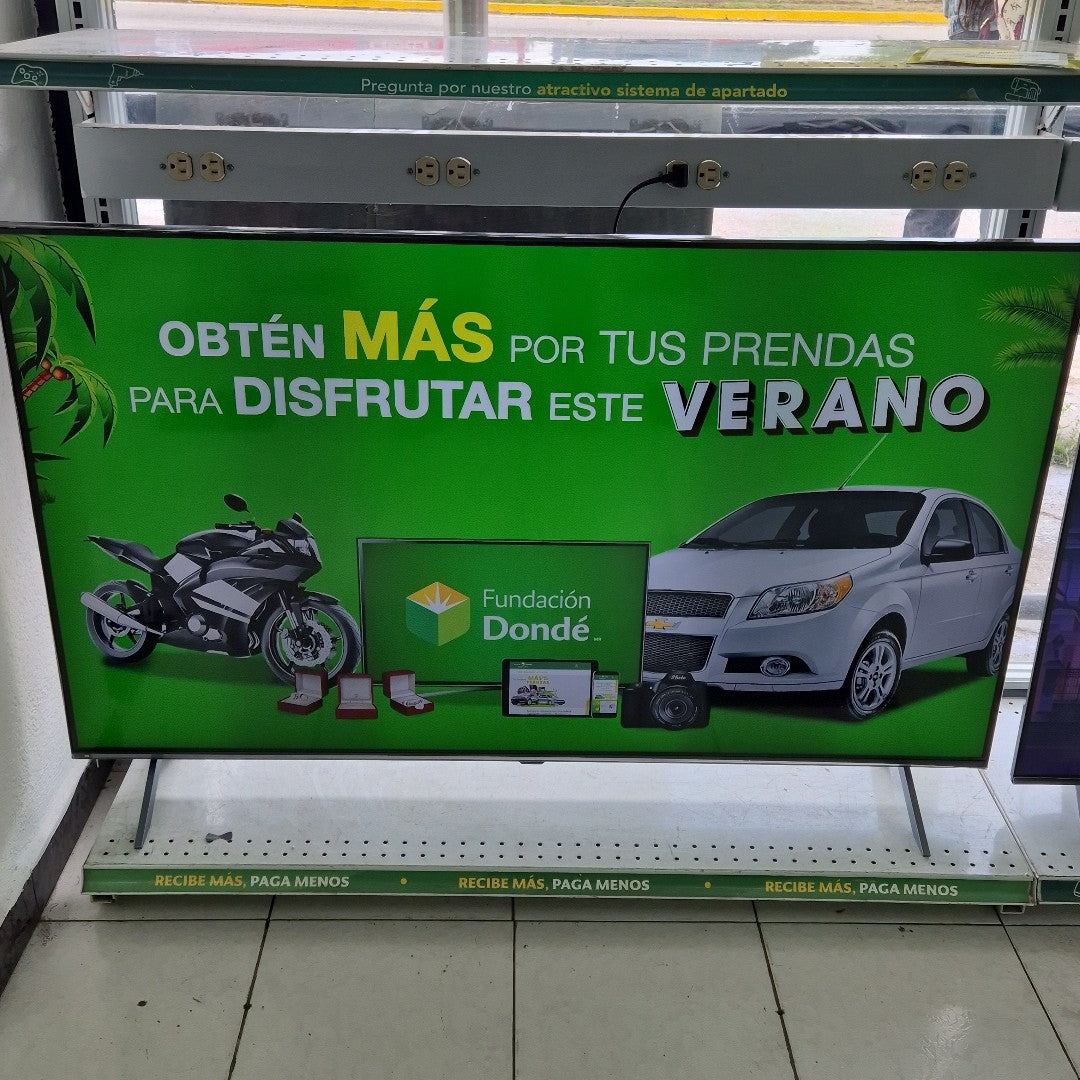 Pregunta por nuestro atractivo sistema de apartado
OBTÉN MÁS POR TUS PRENDAS
PARA DISFRUTAR ESTE VERANO
Fundación
Dondé
RECIBE MÁS, PAGA MENOS • RECIBE MÁS, PAGA MENOS • RECIBE MÁS, PAGA MENOS